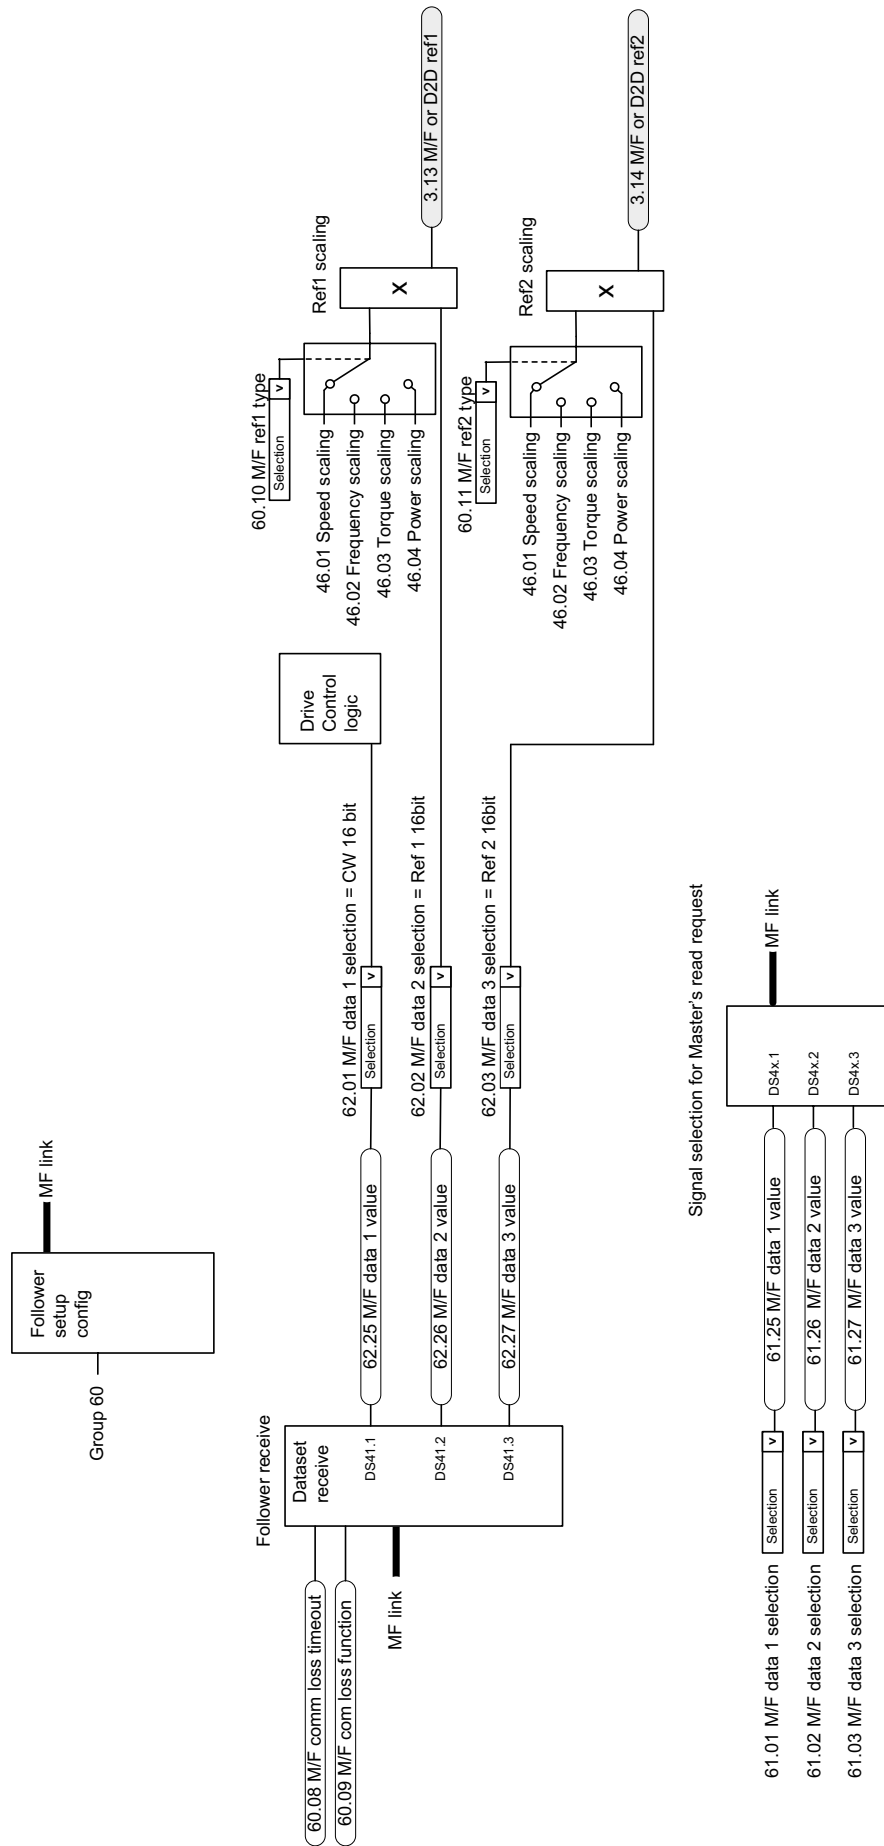 Group 60
Follower
setup
config
MF link
Follower receive
60.08 M/F comm loss timeout
60.09 M/F com loss function
MF link
Dataset
receive
DS41.1
DS41.2
DS41.3
62.25 M/F data 1 value
62.26 M/F data 2 value
62.27 M/F data 3 value
62.01 M/F data 1 selection = CW 16 bit
Selection v
62.02 M/F data 2 selection = Ref 1 16bit
Selection v
62.03 M/F data 3 selection = Ref 2 16bit
Selection v
Drive
Control
logic
60.10 M/F ref1 type
Selection v
46.01 Speed scaling
46.02 Frequency scaling
46.03 Torque scaling
46.04 Power scaling
Ref1 scaling
X
3.13 M/F or D2D ref1
60.11 M/F ref2 type
Selection v
46.01 Speed scaling
46.02 Frequency scaling
46.03 Torque scaling
46.04 Power scaling
Ref2 scaling
X
3.14 M/F or D2D ref2
Signal selection for Master's read request
61.01 M/F data 1 selection
Selection v
61.25 M/F data 1 value
DS4x.1
61.02 M/F data 2 selection
Selection v
61.26 M/F data 2 value
DS4x.2
61.03 M/F data 3 selection
Selection v
61.27 M/F data 3 value
DS4x.3
MF link